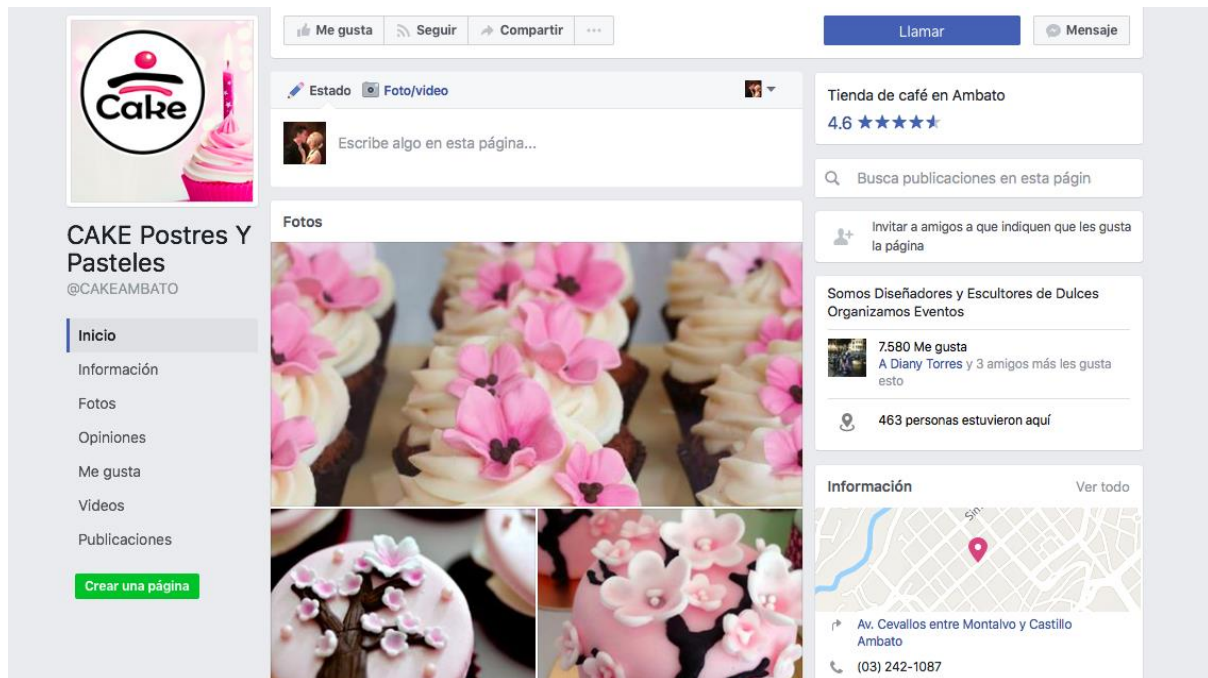 Cake
CAKE Postres Y
Pasteles
@CAKEAMBATO
Inicio
Información
Fotos
Opiniones
Me gusta
Videos
Publicaciones
Crear una página
Me gusta
Seguir
Compartir
Llamar
Mensaje
Estado
Foto/video
Escribe algo en esta página...
Fotos
Tienda de café en Ambato
4.6
Busca publicaciones en esta págin
Invitar a amigos a que indiquen que les gusta
la página
Somos Diseñadores y Escultores de Dulces
Organizamos Eventos
7.580 Me gusta
A Diany Torres y 3 amigos más les gusta
esto
463 personas estuvieron aquí
Información
Ver todo
Av. Cevallos entre Montalvo y Castillo
Ambato
(03) 242-1087